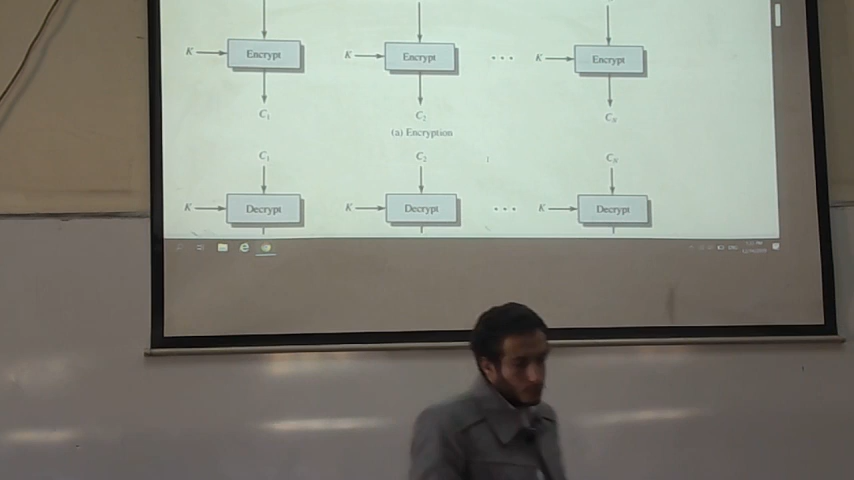 K Encrypt K Encrypt ... K Encrypt
C₁ C₂ Cₙ
(a) Encryption
C₁ C₂ Cₙ
K Decrypt K Decrypt ... K Decrypt